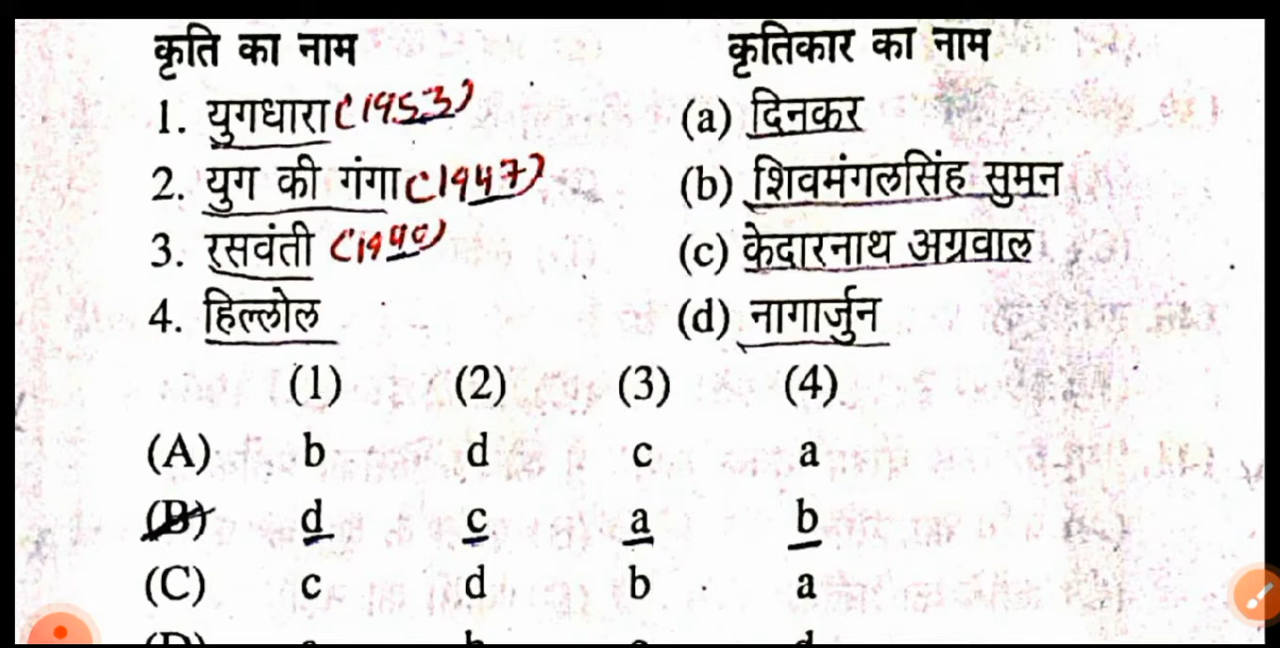 कृति का नाम कृतिकार का नाम
1. युगधारा (1953) (a) दिनकर
2. युग की गंगा (1947) (b) शिवमंगलसिंह सुमन
3. रसवंती (1940) (c) केदारनाथ अग्रवाल
4. हिल्लोल (d) नागार्जुन
(1) (2) (3) (4)
(A) b d c a
(B) d c a b
(C) c d b a